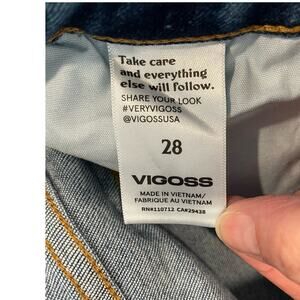 Take care
and everything
else will follow.
SHARE YOUR LOOK
#VERYVIGOSS
@VIGOSSUSA
28
VIGOSS
MADE IN VIETNAM/
FABRIQUE AU VIETNAM
RN#110712 CA#29438